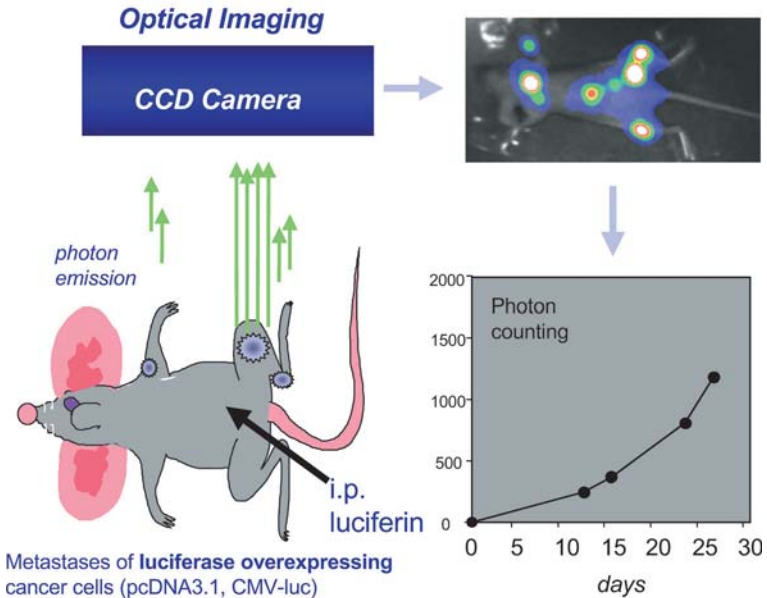 Optical Imaging
CCD Camera
photon
emission
i.p.
luciferin
Metastases of luciferase overexpressing
cancer cells (pcDNA3.1, CMV-luc)
Photon
counting
2000
1500
1000
500
0
0 5 10 15 20 25 30
days